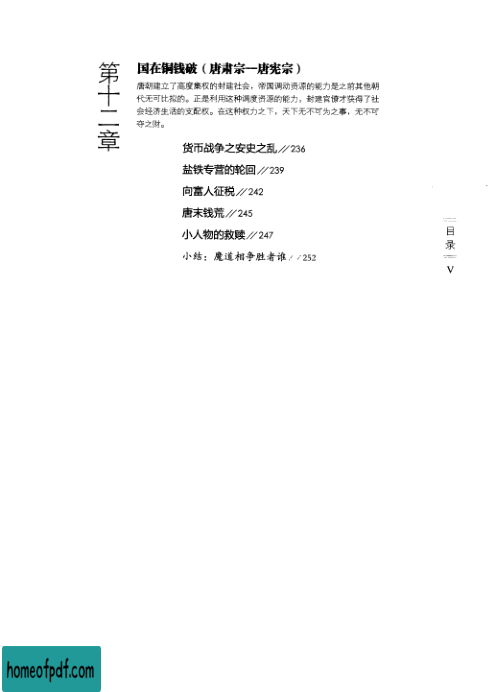 第十二章
国在铜钱破（唐肃宗—唐宪宗）
唐朝建立了高度集权的封建社会，帝国调动资源的能力是之前其他朝
代无可比拟的。正是利用这种调度资源的能力，封建官僚才获得了社
会经济生活的支配权。在这种权力之下，天下无不可为之事，无不可
夺之财。
货币战争之安史之乱//236
盐铁专营的轮回//239
向富人征税//242
唐末钱荒//245
小人物的救赎//247
小结：魔道相争胜者谁//252
目
录
V
homeofpdf.com